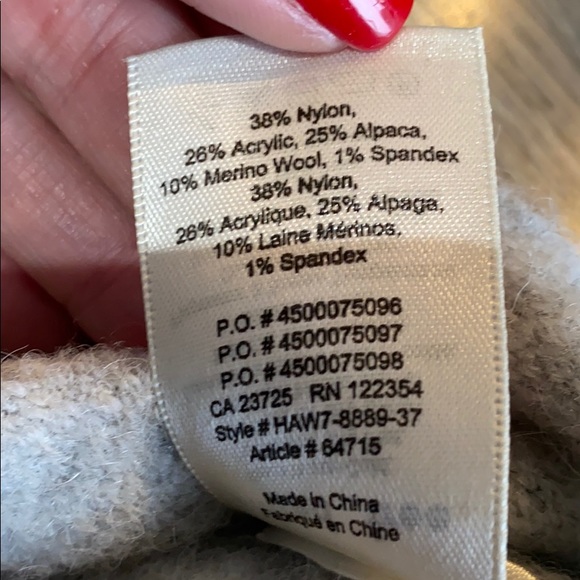 38% Nylon,
26% Acrylic, 25% Alpaca,
10% Merino Wool, 1% Spandex
38% Nylon,
26% Acrylique, 25% Alpaga,
10% Laine Mérinos,
1% Spandex
P.O. # 4500075096
P.O. # 4500075097
P.O. # 4500075098
CA 23725 RN 122354
Style # HAW7-8889-37
Article # 64715
Made in China
Fabriqué en Chine